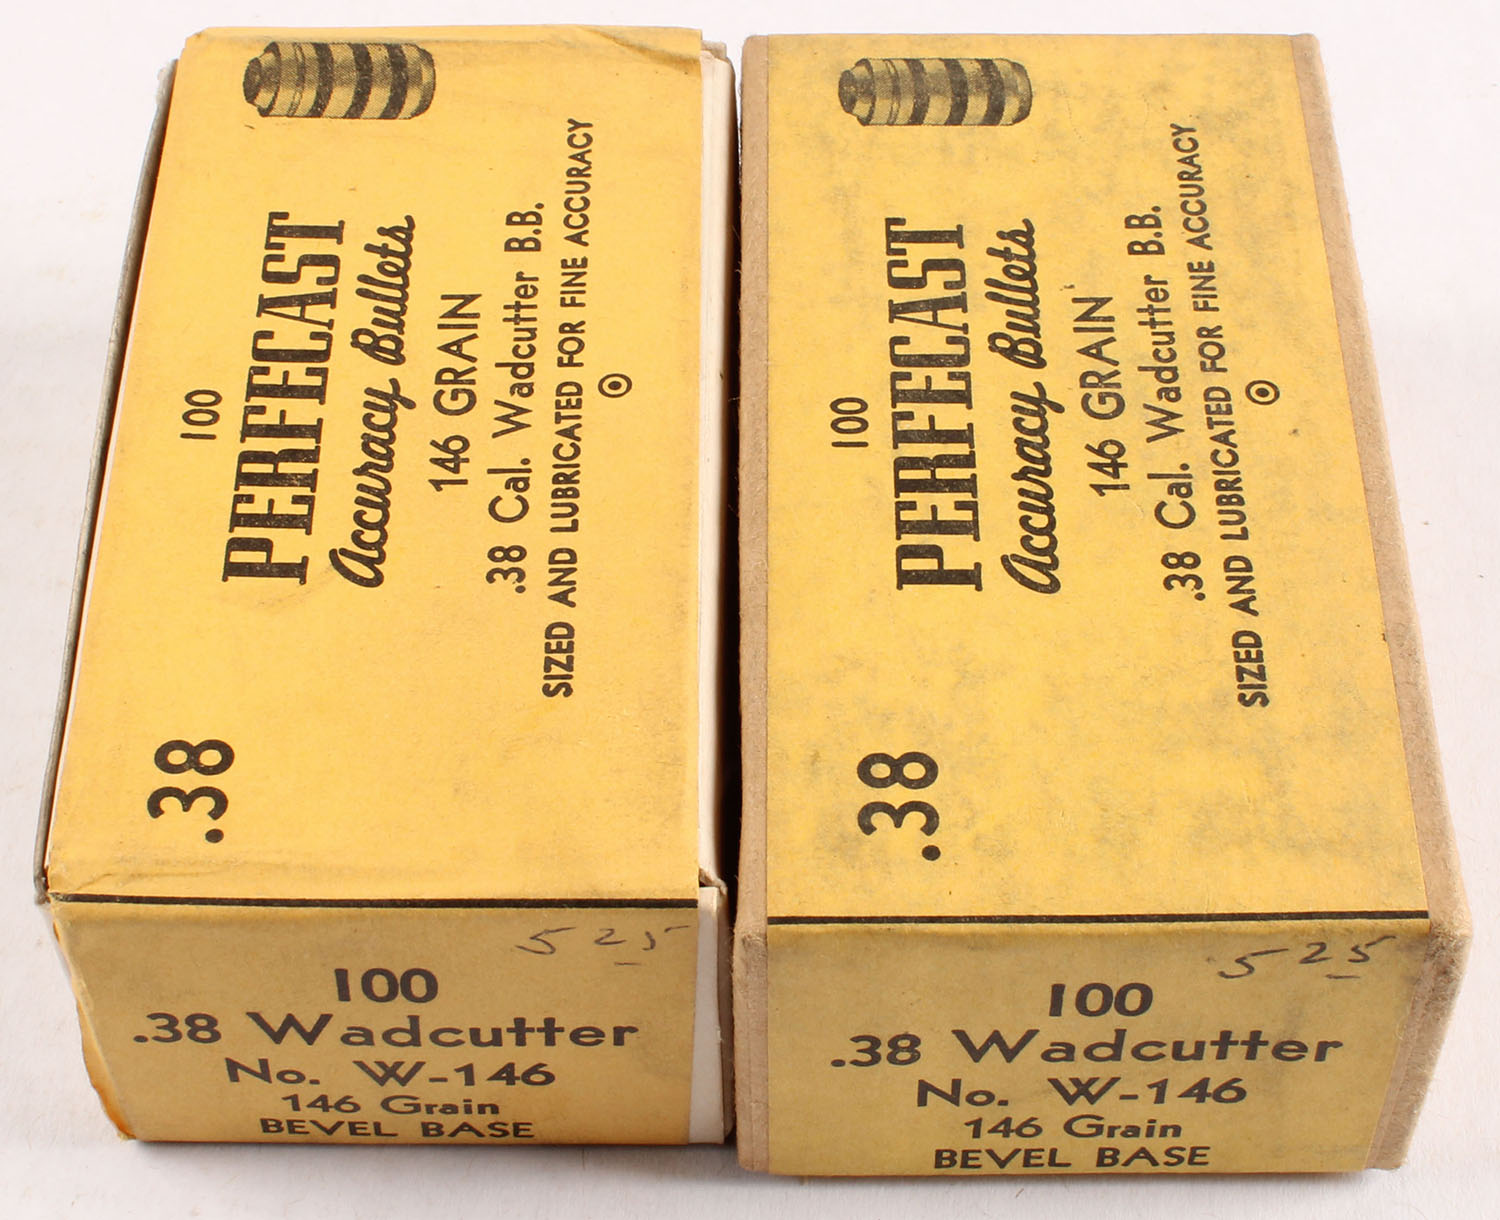 100
PERFECAST
Accuracy Bullets
146 GRAIN
.38 Cal. Wadcutter B.B.
SIZED AND LUBRICATED FOR FINE ACCURACY
.38
525
100
.38 Wadcutter
No. W-146
146 Grain
BEVEL BASE
100
PERFECAST
Accuracy Bullets
146 GRAIN
.38 Cal. Wadcutter B.B.
SIZED AND LUBRICATED FOR FINE ACCURACY
.38
525
100
.38 Wadcutter
No. W-146
146 Grain
BEVEL BASE